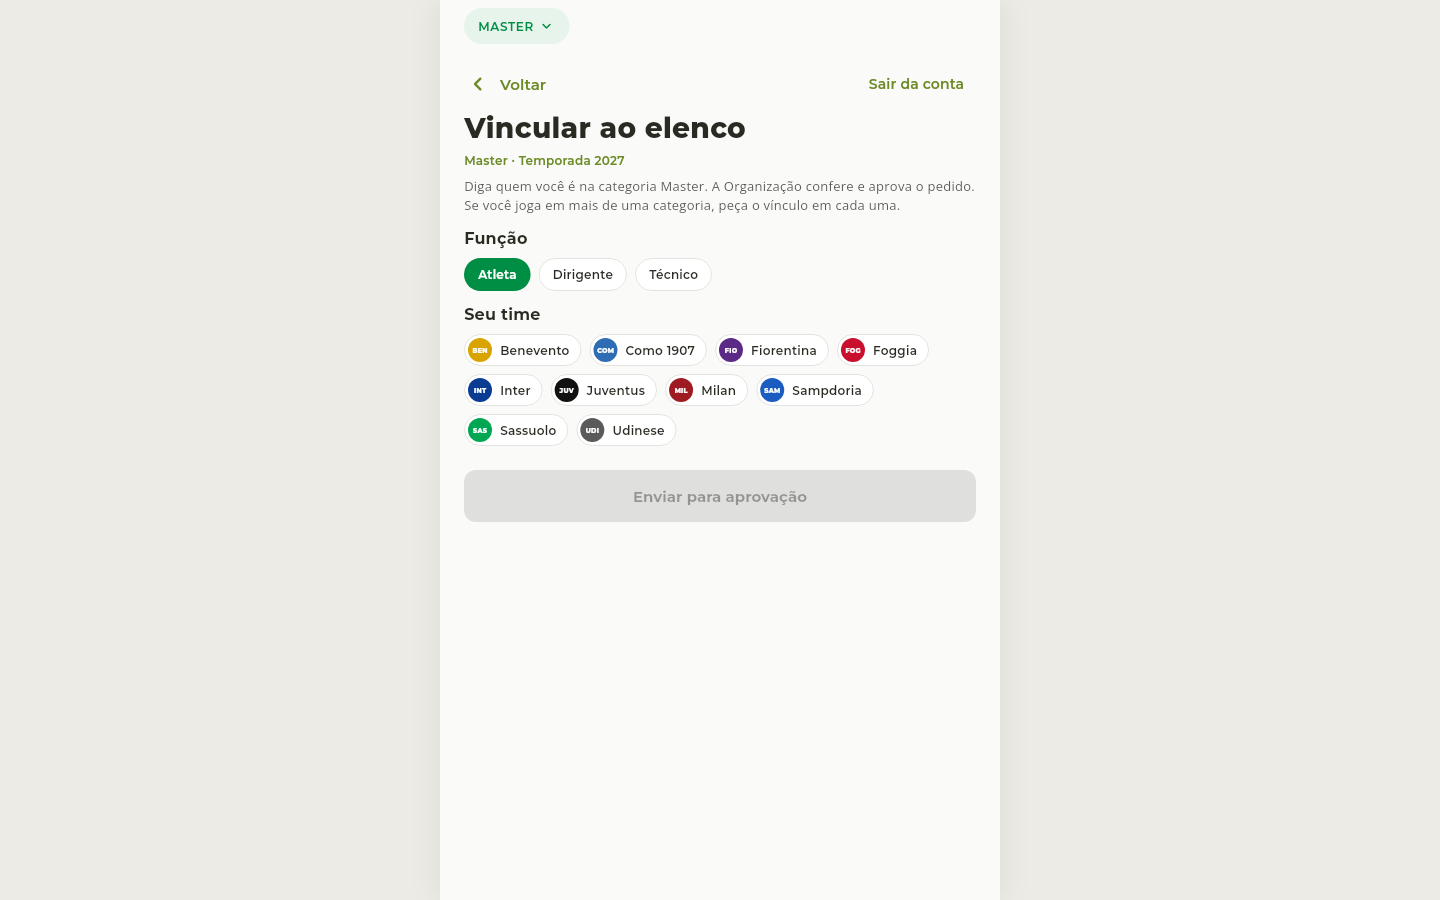 MASTER
Voltar
Sair da conta
Vincular ao elenco
Master · Temporada 2027
Diga quem você é na categoria Master. A Organização confere e aprova o pedido.
Se você joga em mais de uma categoria, peça o vínculo em cada uma.
Função
Atleta Dirigente Técnico
Seu time
BEN Benevento COM Como 1907 FIO Fiorentina FOG Foggia
INT Inter JUV Juventus MIL Milan SAM Sampdoria
SAS Sassuolo UDI Udinese
Enviar para aprovação